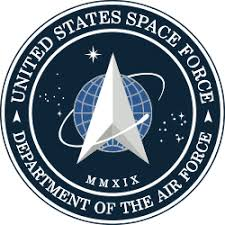 UNITED STATES SPACE FORCE
MMXIX
DEPARTMENT OF THE AIR FORCE